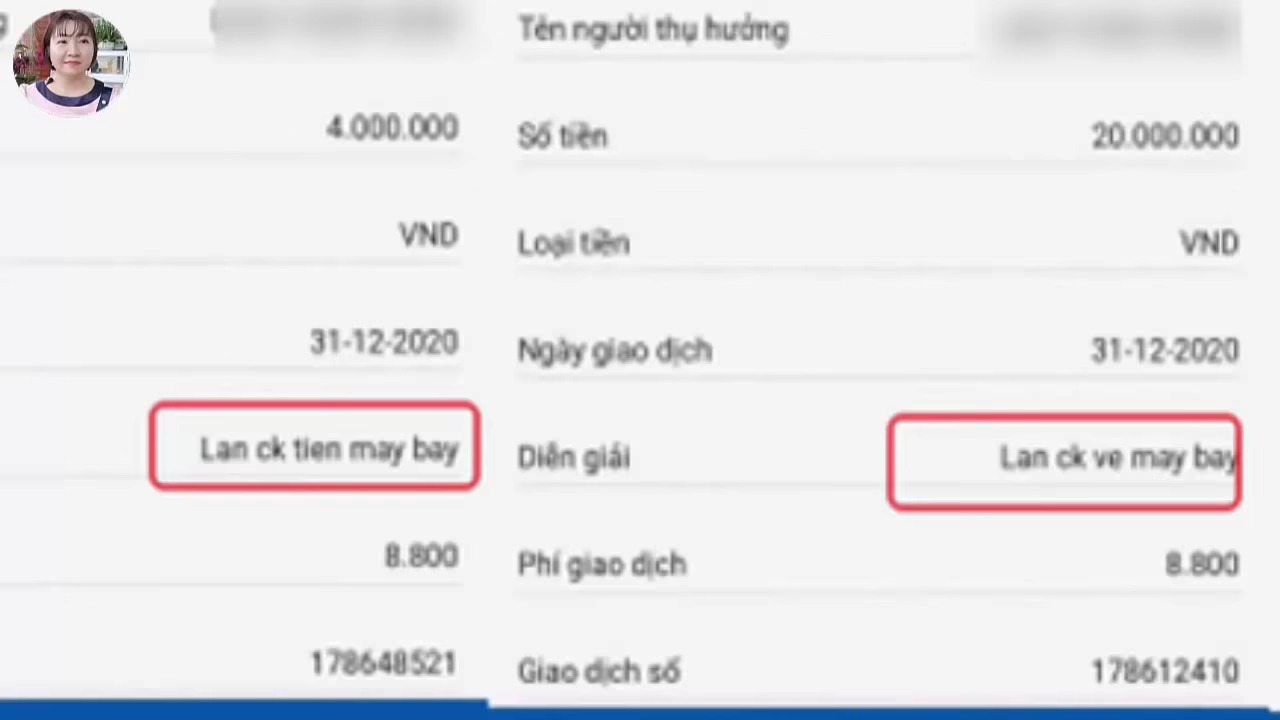 4.000.000
VND
31-12-2020
Lan ck tien may bay
8.800
178648521
Tên người thụ hưởng
Số tiền 20.000.000
Loại tiền VND
Ngày giao dịch 31-12-2020
Diễn giải Lan ck ve may bay
Phí giao dịch 8.800
Giao dịch số 178612410